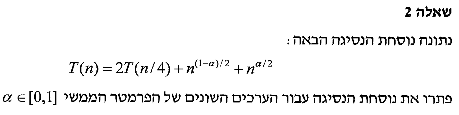 שאלה 2
נתונה נוסחת הנסיגה הבאה:
T(n) = 2T(n/4) + n^{(1-α)/2} + n^{α/2}
פתרו את נוסחת הנסיגה עבור הערכים השונים של הפרמטר הממשי α ∈ [0,1]